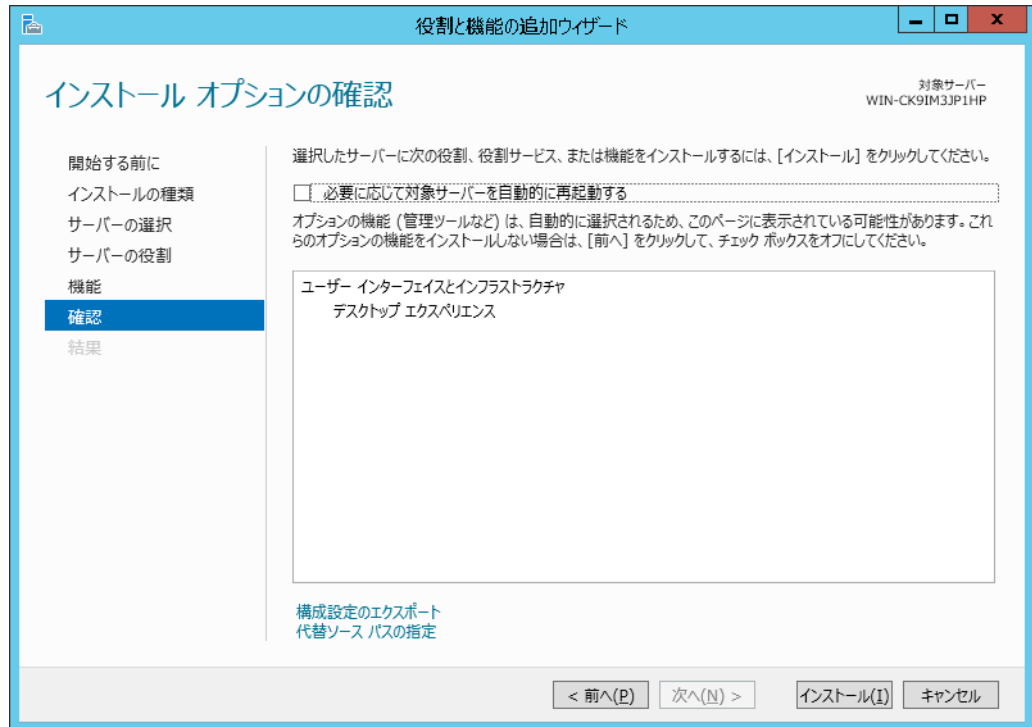 役割と機能の追加ウィザード
インストール オプションの確認
対象サーバー
WIN-CK9IM3JP1HP
開始する前に
インストールの種類
サーバーの選択
サーバーの役割
機能
確認
結果
選択したサーバーに次の役割、役割サービス、または機能をインストールするには、[インストール] をクリックしてください。
必要に応じて対象サーバーを自動的に再起動する
オプションの機能 (管理ツールなど) は、自動的に選択されるため、このページに表示されている可能性があります。これ
らのオプションの機能をインストールしない場合は、[前へ] をクリックして、チェック ボックスをオフにしてください。
ユーザー インターフェイスとインフラストラクチャ
デスクトップ エクスペリエンス
構成設定のエクスポート
代替ソース パスの指定
< 前へ(P) 次へ(N) > インストール(I) キャンセル